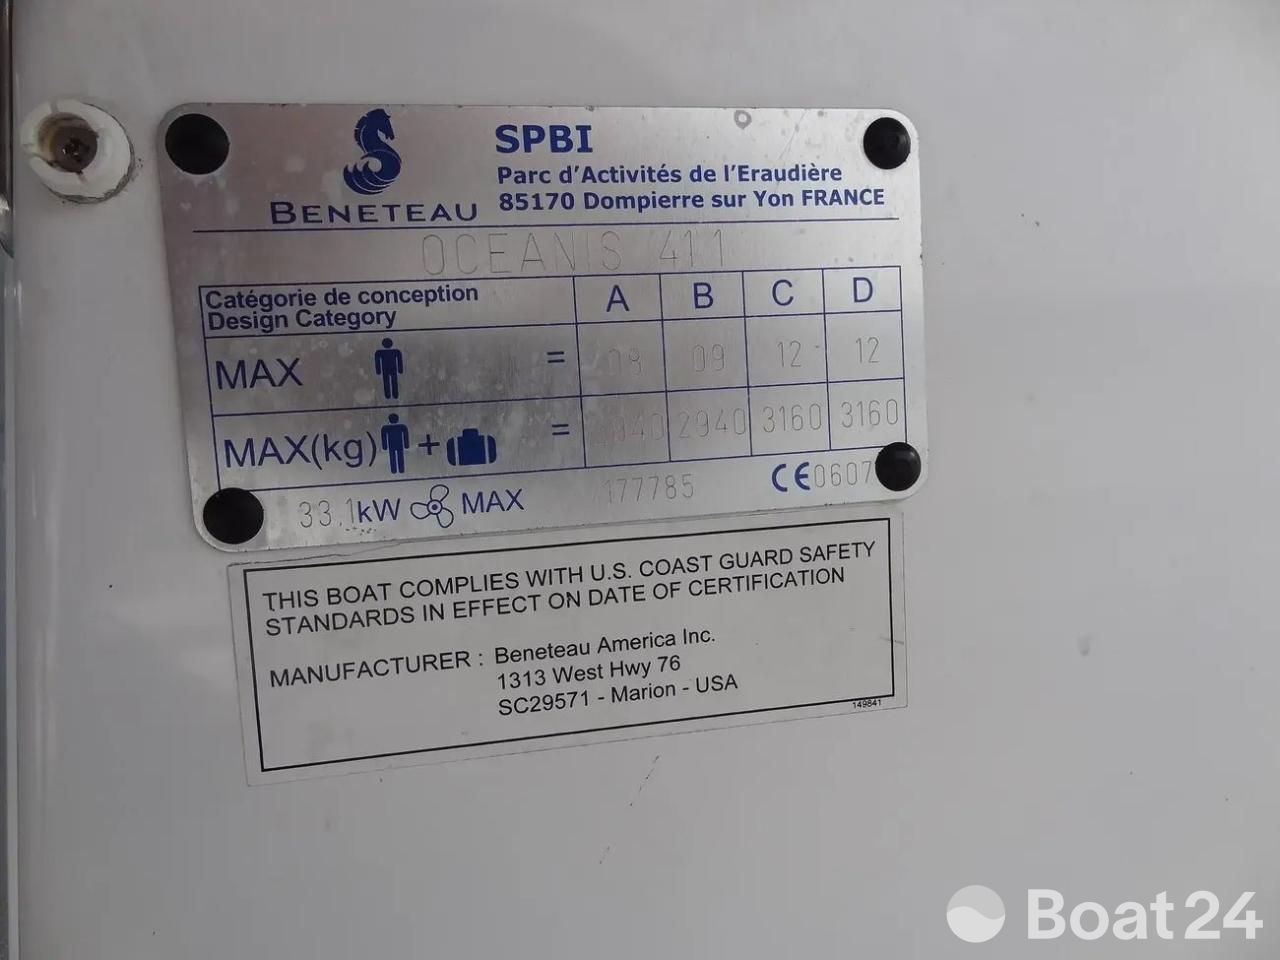 BENETEAU
SPBI
Parc d'Activités de l'Eraudière
85170 Dompierre sur Yon FRANCE
OCEANIS 41.1
Catégorie de conception
Design Category
A B C D
MAX = 08 09 12 12
MAX(kg) + = 2940 2940 3160 3160
33.1kW MAX 177785 CE0607
THIS BOAT COMPLIES WITH U.S. COAST GUARD SAFETY
STANDARDS IN EFFECT ON DATE OF CERTIFICATION
MANUFACTURER : Beneteau America Inc.
1313 West Hwy 76
SC29571 - Marion - USA
149841
Boat24